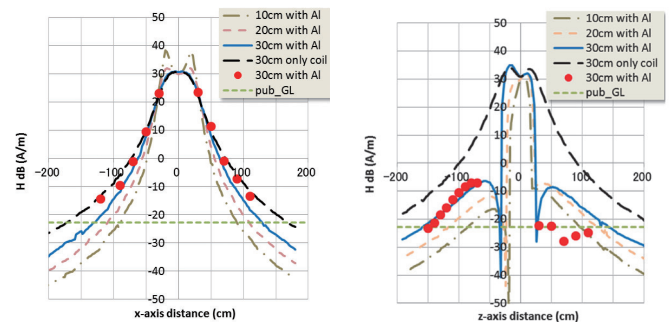 10cm with Al
20cm with Al
30cm with Al
30cm only coil
30cm with Al
pub_GL
50
40
30
20
10
0
-10
-20
-30
-40
-50
−200
−100
0
100
200
H dB (A/m)
x-axis distance (cm)
10cm with Al
20cm with Al
30cm with Al
30cm only coil
30cm with Al
pub_GL
50
40
30
20
10
0
-10
-20
-30
-40
-50
−200
−100
0
100
200
H dB (A/m)
z-axis distance (cm)